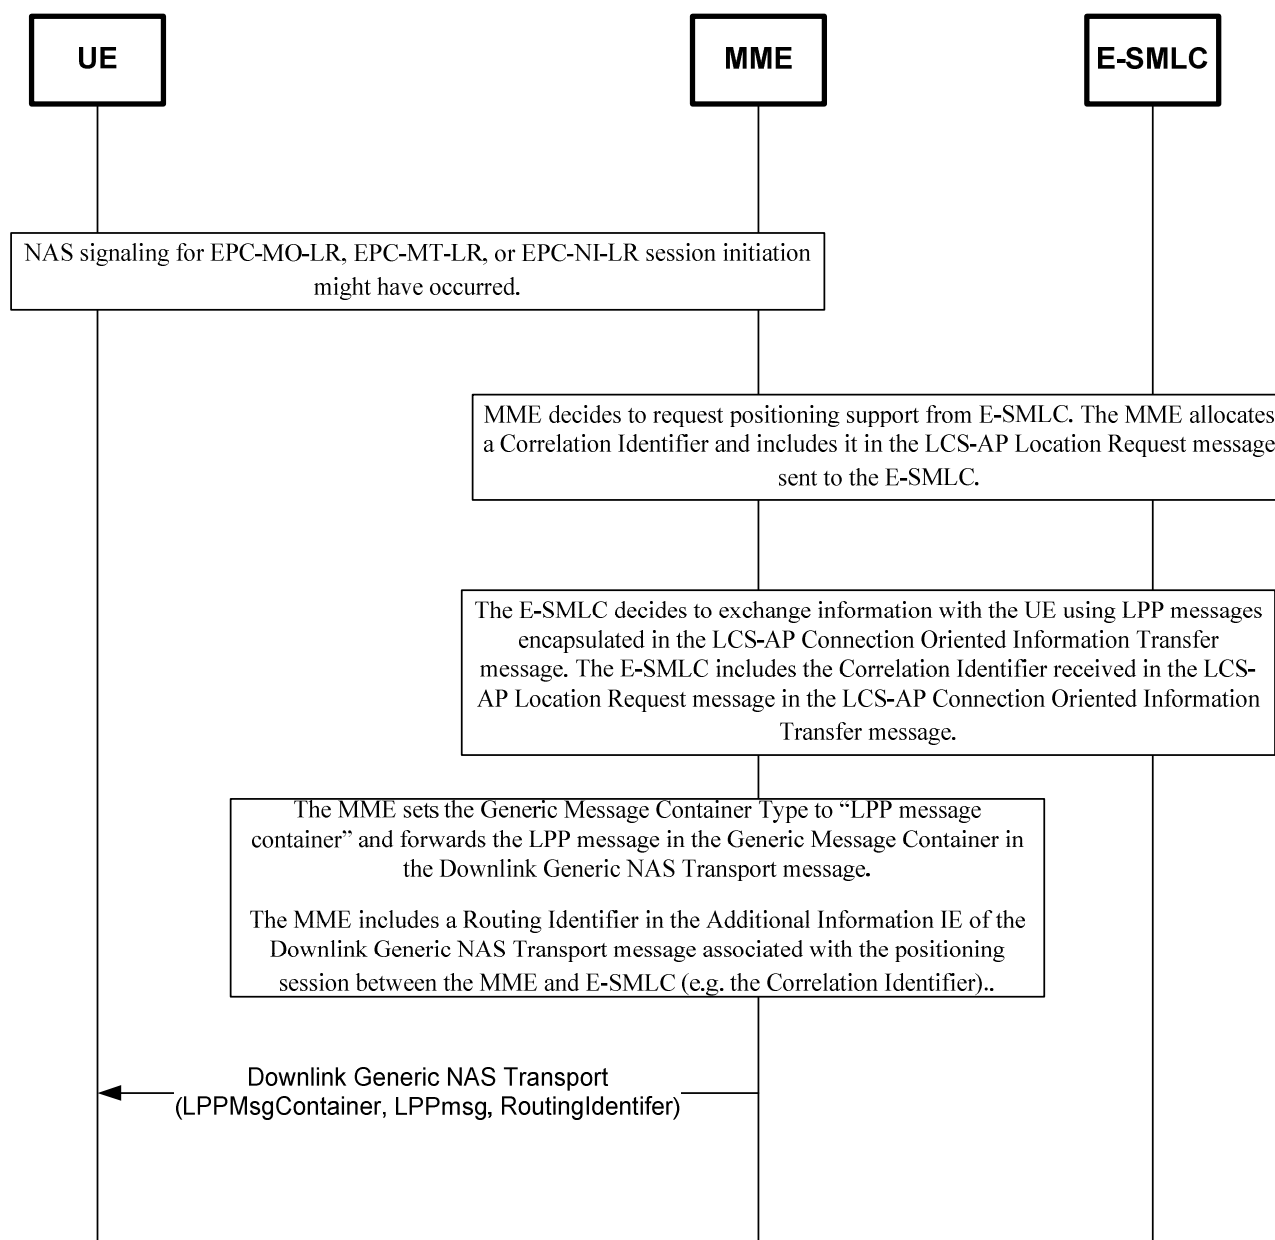 UE
MME
E-SMLC
NAS signaling for EPC-MO-LR, EPC-MT-LR, or EPC-NI-LR session initiation
might have occurred.
MME decides to request positioning support from E-SMLC. The MME allocates
a Correlation Identifier and includes it in the LCS-AP Location Request message
sent to the E-SMLC.
The E-SMLC decides to exchange information with the UE using LPP messages
encapsulated in the LCS-AP Connection Oriented Information Transfer
message. The E-SMLC includes the Correlation Identifier received in the LCS-
AP Location Request message in the LCS-AP Connection Oriented Information
Transfer message.
The MME sets the Generic Message Container Type to “LPP message
container” and forwards the LPP message in the Generic Message Container in
the Downlink Generic NAS Transport message.
The MME includes a Routing Identifier in the Additional Information IE of the
Downlink Generic NAS Transport message associated with the positioning
session between the MME and E-SMLC (e.g. the Correlation Identifier)..
Downlink Generic NAS Transport
(LPPMsgContainer, LPPmsg, RoutingIdentifer)